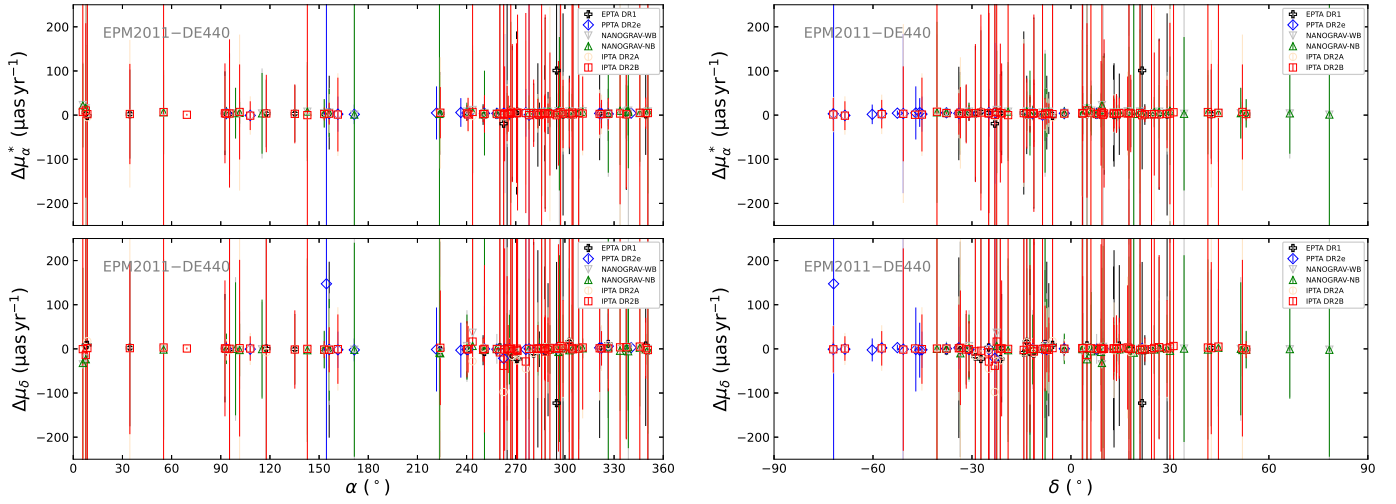 EPM2011−DE440
EPTA DR1
PPTA DR2e
NANOGRAV-WB
NANOGRAV-NB
IPTA DR2A
IPTA DR2B
Δμ*α (μas yr−1)
200
100
0
−100
−200
EPM2011−DE440
EPTA DR1
PPTA DR2e
NANOGRAV-WB
NANOGRAV-NB
IPTA DR2A
IPTA DR2B
Δμδ (μas yr−1)
200
100
0
−100
−200
0 30 60 90 120 150 180 210 240 270 300 330 360
α (°)
EPM2011−DE440
EPTA DR1
PPTA DR2e
NANOGRAV-WB
NANOGRAV-NB
IPTA DR2A
IPTA DR2B
Δμ*α (μas yr−1)
200
100
0
−100
−200
EPM2011−DE440
EPTA DR1
PPTA DR2e
NANOGRAV-WB
NANOGRAV-NB
IPTA DR2A
IPTA DR2B
Δμδ (μas yr−1)
200
100
0
−100
−200
−90 −60 −30 0 30 60 90
δ (°)